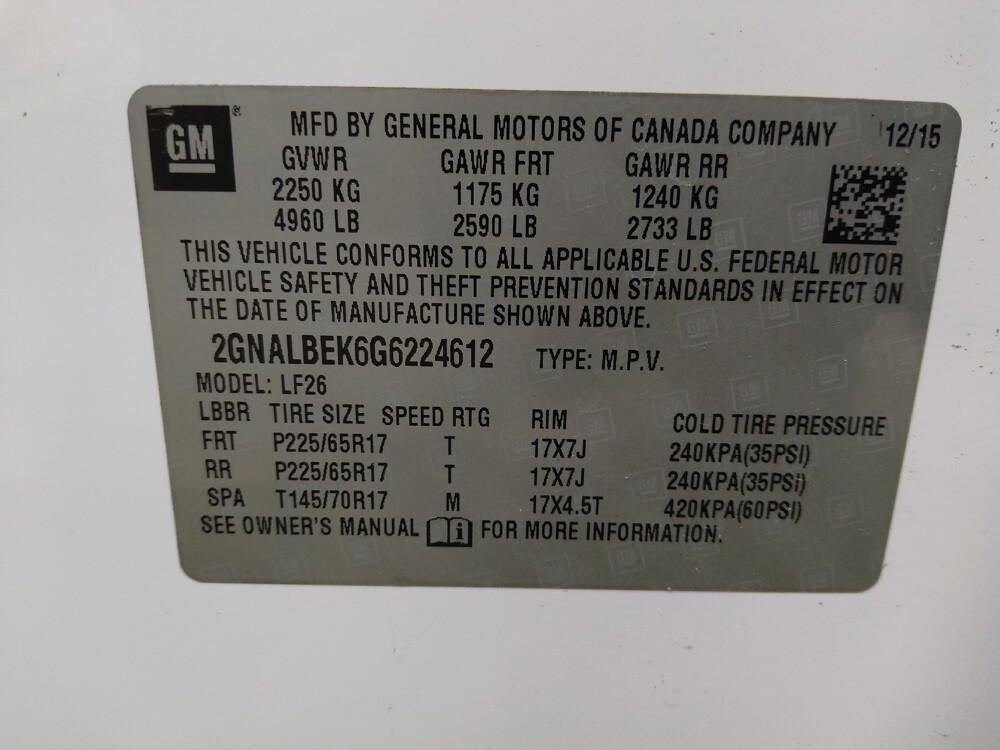 GM
MFD BY GENERAL MOTORS OF CANADA COMPANY 12/15
GVWR GAWR FRT GAWR RR
2250 KG 1175 KG 1240 KG
4960 LB 2590 LB 2733 LB
THIS VEHICLE CONFORMS TO ALL APPLICABLE U.S. FEDERAL MOTOR
VEHICLE SAFETY AND THEFT PREVENTION STANDARDS IN EFFECT ON
THE DATE OF MANUFACTURE SHOWN ABOVE.
2GNALBEK6G6224612 TYPE: M.P.V.
MODEL: LF26
LBBR TIRE SIZE SPEED RTG RIM COLD TIRE PRESSURE
FRT P225/65R17 T 17X7J 240KPA(35PSI)
RR P225/65R17 T 17X7J 240KPA(35PSI)
SPA T145/70R17 M 17X4.5T 420KPA(60PSI)
SEE OWNER'S MANUAL i FOR MORE INFORMATION.